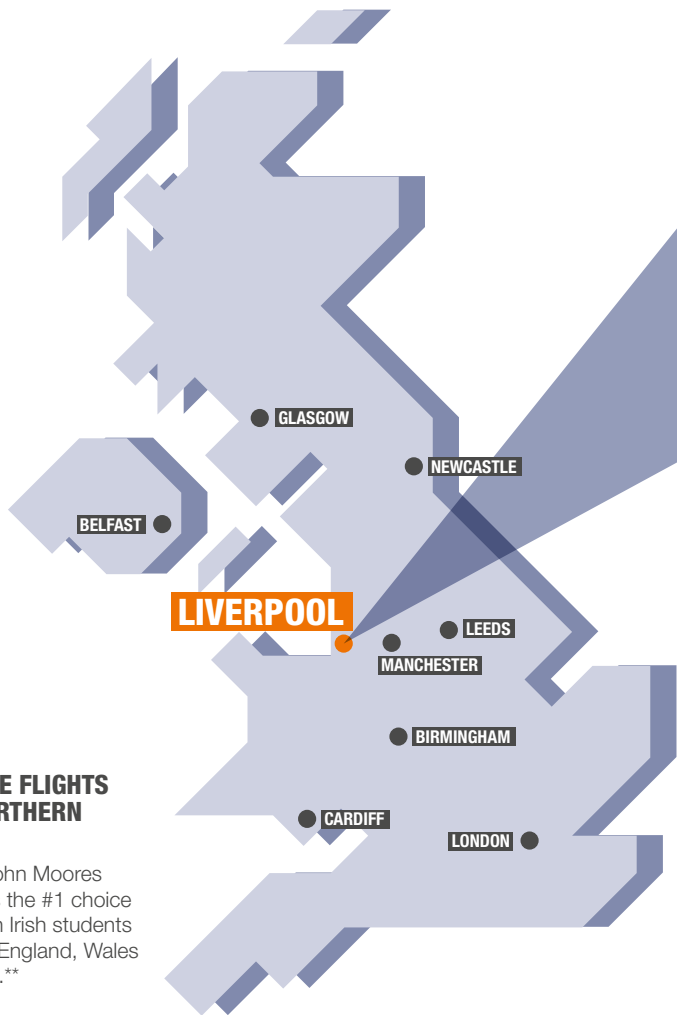 GLASGOW
NEWCASTLE
BELFAST
LIVERPOOL
LEEDS
MANCHESTER
BIRMINGHAM
E FLIGHTS
RTHERN
CARDIFF
LONDON
ohn Moores
the #1 choice
n Irish students
England, Wales
.**